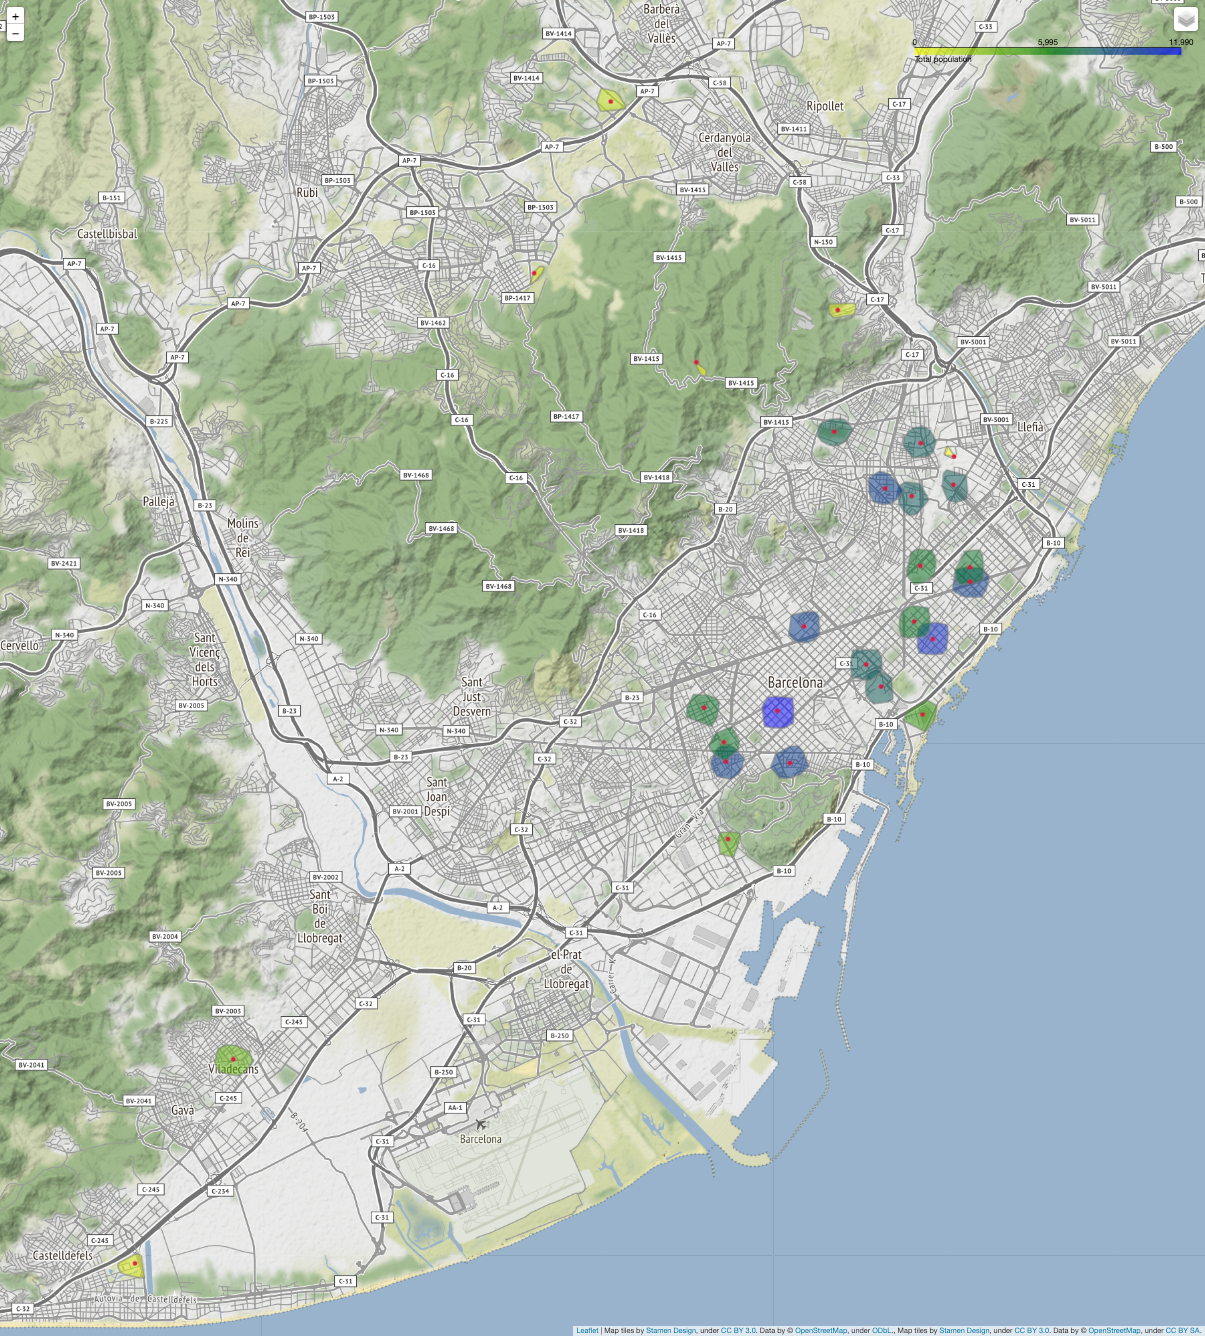 +
−
BP-1503
BV-1414
Barberà
del
Vallès
AP-7
C-33
0
5,995
11,990
Total population
BP-1503
BV-1414
AP-7
C-58
Ripollet
C-17
BV-1411
Cerdanyola
del
Vallès
AP-7
AP-7
B-500
BP-1503
Rubí
C-58
C-33
BV-1415
B-151
BP-1503
BP-1503
B-500
BV-5011
Castellbisbal
N-150
C-17
AP-7
AP-7
C-16
BV-1415
BP-1417
AP-7
C-17
BV-5011
BV-1462
AP-7
AP-7
BV-5001
BV-5011
C-17
BV-1415
C-16
BV-1415
B-225
C-16
BP-1417
BV-1415
BV-5001
Llefià
BV-1468
C-16
BV-1418
C-31
Pallejà
B-23
B-20
Molins
de
Rei
BV-1468
BV-1418
B-10
BV-2421
N-340
BV-1468
C-31
N-340
C-16
B-10
N-340
Cervelló
Sant
Vicenç
dels
Horts
N-340
C-31
Barcelona
Sant
Just
Desvern
B-23
BV-2005
B-23
C-32
B-10
N-340
N-340
B-23
C-32
B-10
A-2
Sant
Joan
Despí
BV-2005
BV-2001
C-32
Gran Via
B-10
BV-2005
A-2
B-10
BV-2002
C-31
Sant
Boi
de
Llobregat
A-2
C-31
BV-2004
el Prat
de
Llobregat
B-20
C-32
BV-2003
C-245
C-31
B-250
BV-2041
Viladecans
B-250
C-245
BV-2041
Gavà
AA-1
B-204
Barcelona
C-31
C-245
C-234
C-31
C-245
Castelldefels
C-31
Autovia de Castelldefels
C-32
Leaflet | Map tiles by Stamen Design, under CC BY 3.0. Data by © OpenStreetMap, under ODbL., Map tiles by Stamen Design, under CC BY 3.0. Data by © OpenStreetMap, under CC BY SA.